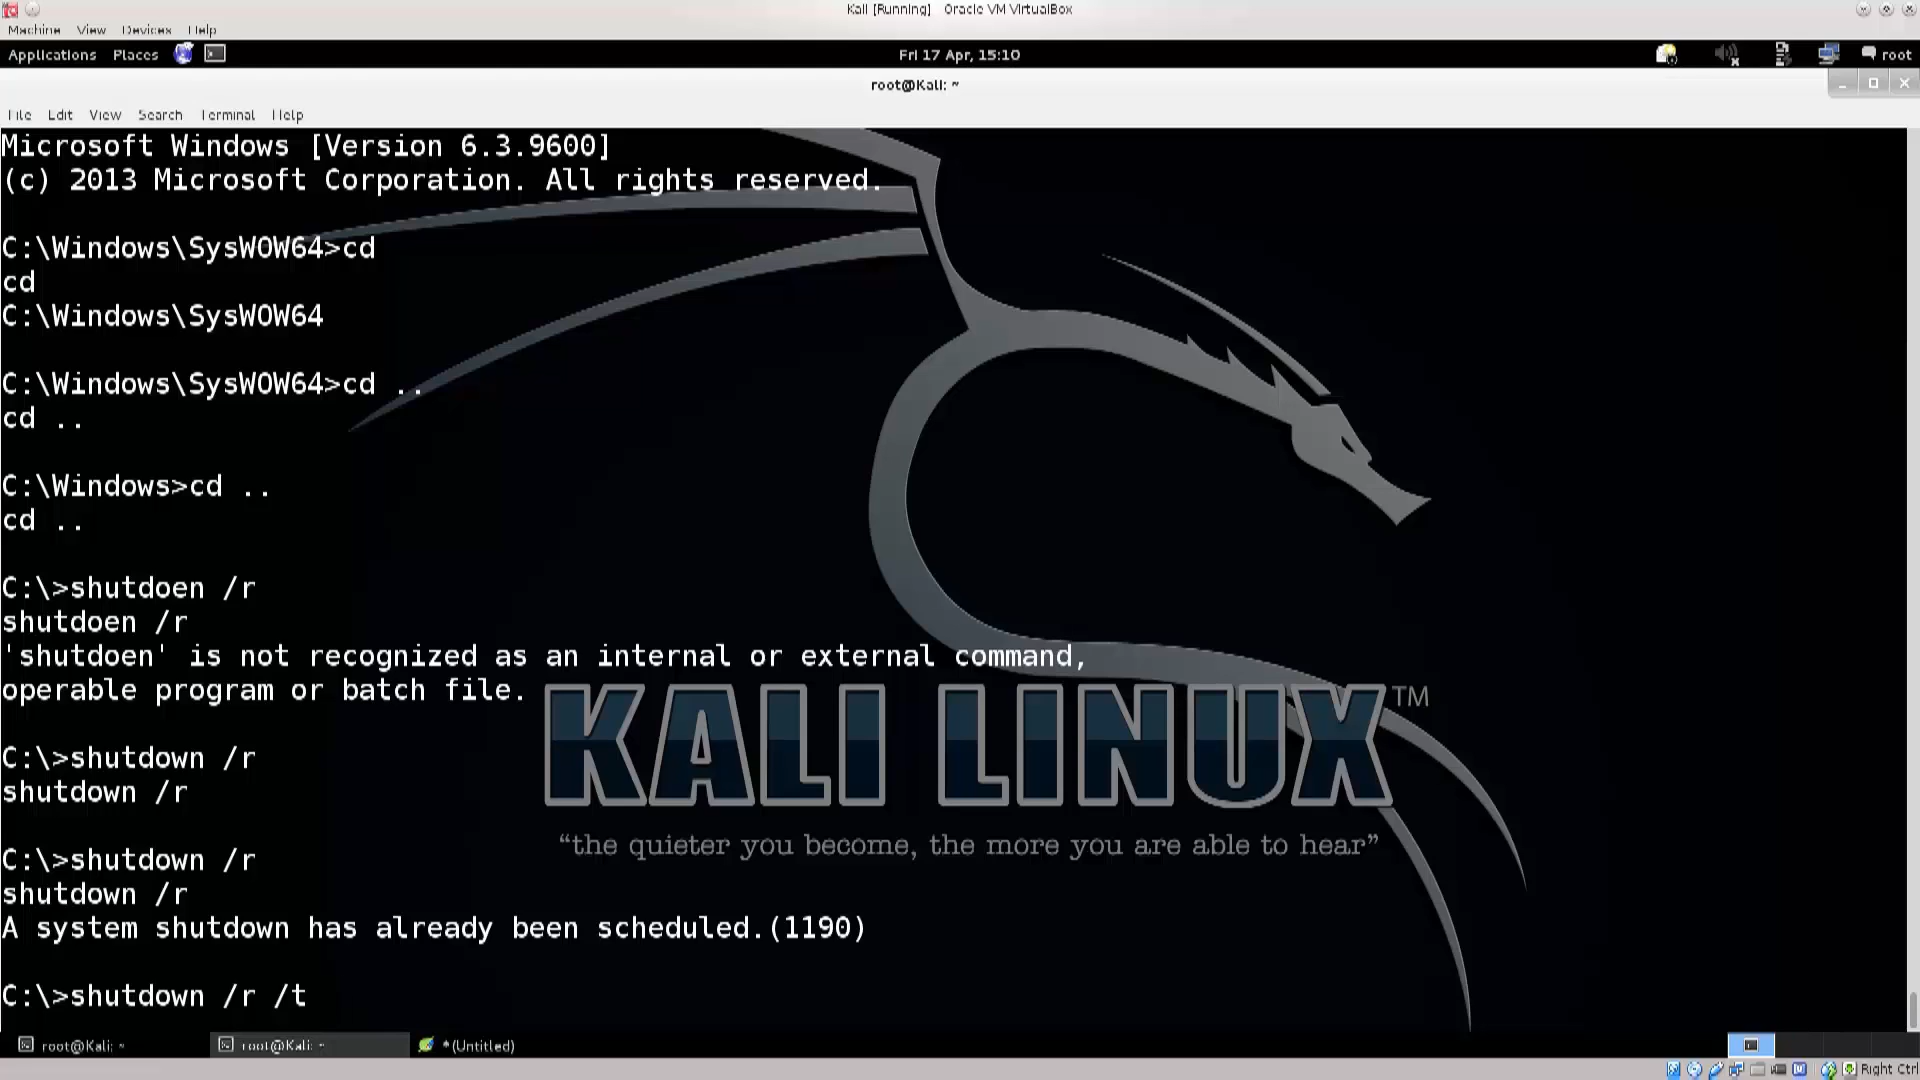 Kali [Running] Oracle VM VirtualBox
Machine View Devices Help
Applications Places Fri 17 Apr, 15:10 root
root@Kali: ~
File Edit View Search Terminal Help
Microsoft Windows [Version 6.3.9600]
(c) 2013 Microsoft Corporation. All rights reserved.
C:\Windows\SysWOW64>cd
cd
C:\Windows\SysWOW64
C:\Windows\SysWOW64>cd ..
cd ..
C:\Windows>cd ..
cd ..
C:\>shutdoen /r
shutdoen /r
'shutdoen' is not recognized as an internal or external command,
operable program or batch file.
C:\>shutdown /r
shutdown /r
C:\>shutdown /r
shutdown /r
A system shutdown has already been scheduled.(1190)
C:\>shutdown /r /t
KALI LINUX™
“the quieter you become, the more you are able to hear”
root@Kali: ~ root@Kali: ~ *(Untitled)
Right Ctrl